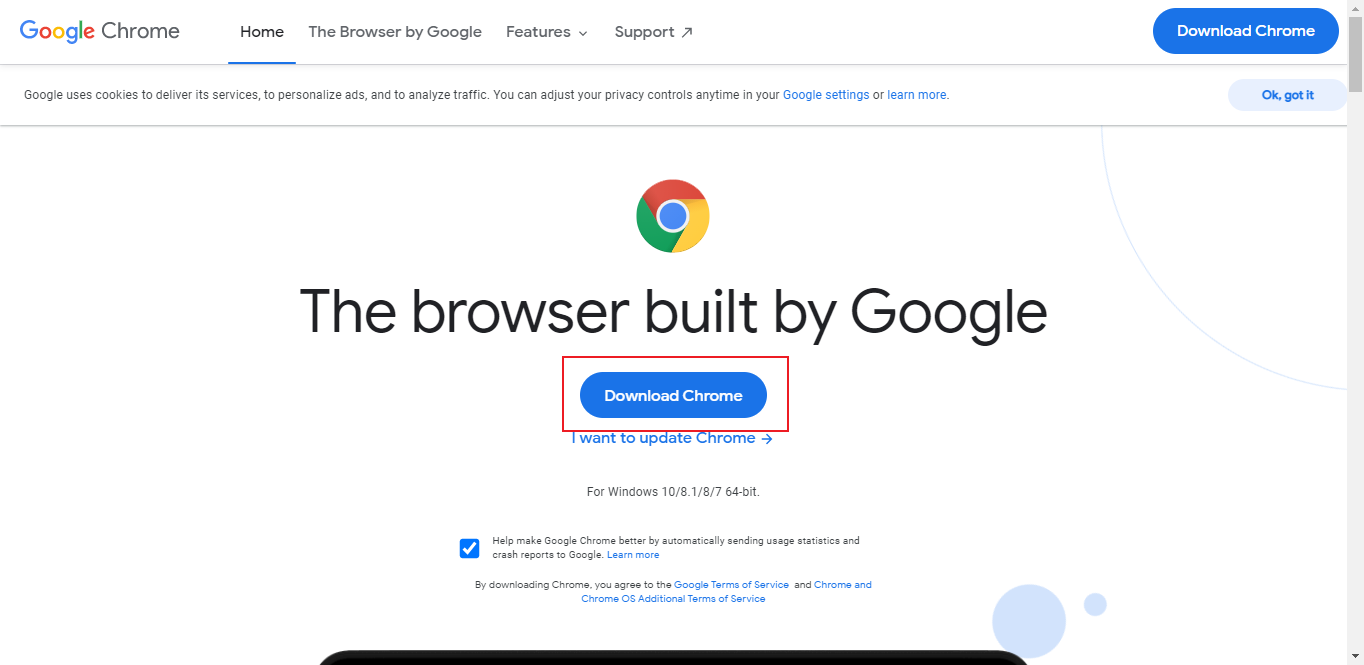 Google Chrome
Home
The Browser by Google
Features
Support
Download Chrome
Google uses cookies to deliver its services, to personalize ads, and to analyze traffic. You can adjust your privacy controls anytime in your Google settings or learn more.
Ok, got it
The browser built by Google
Download Chrome
I want to update Chrome →
For Windows 10/8.1/8/7 64-bit.
Help make Google Chrome better by automatically sending usage statistics and
crash reports to Google. Learn more
By downloading Chrome, you agree to the Google Terms of Service and Chrome and
Chrome OS Additional Terms of Service